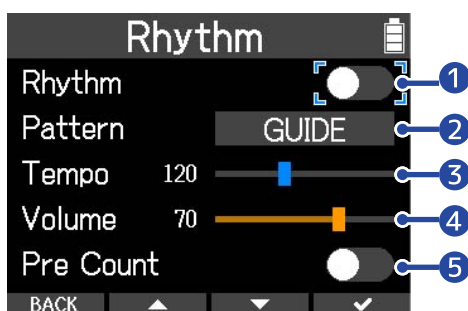 Rhythm
Rhythm 1
Pattern GUIDE 2
Tempo 120 3
Volume 70 4
Pre Count 5
BACK